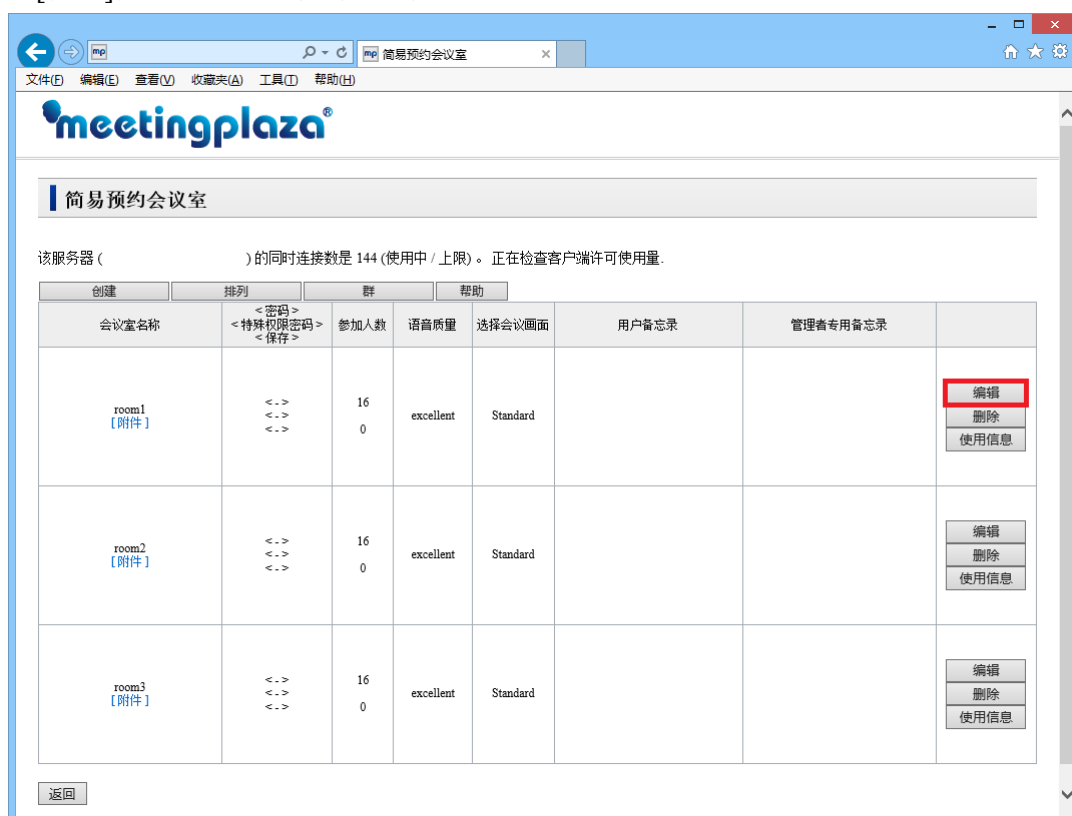 mp
mp 简易预约会议室
文件(F) 编辑(E) 查看(V) 收藏夹(A) 工具(T) 帮助(H)
meetingplaza®
简易预约会议室
该服务器 ( ) 的同时连接数是 144 (使用中 / 上限) 。 正在检查客户端许可使用量.
创建 排列 群 帮助
会议室名称 <密码> <特殊权限密码> <保存> 参加人数 语音质量 选择会议画面 用户备忘录 管理者专用备忘录
room1 [ 附件 ] <-> <-> <-> 16 0 excellent Standard 编辑 删除 使用信息
room2 [ 附件 ] <-> <-> <-> 16 0 excellent Standard 编辑 删除 使用信息
room3 [ 附件 ] <-> <-> <-> 16 0 excellent Standard 编辑 删除 使用信息
返回